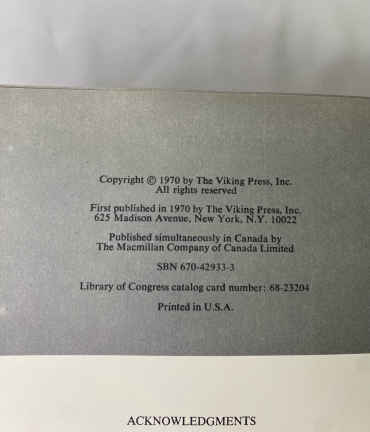 Copyright © 1970 by The Viking Press, Inc.
All rights reserved
First published in 1970 by The Viking Press, Inc.
625 Madison Avenue, New York, N.Y. 10022
Published simultaneously in Canada by
The Macmillan Company of Canada Limited
SBN 670-42933-3
Library of Congress catalog card number: 68-23204
Printed in U.S.A.
ACKNOWLEDGMENTS